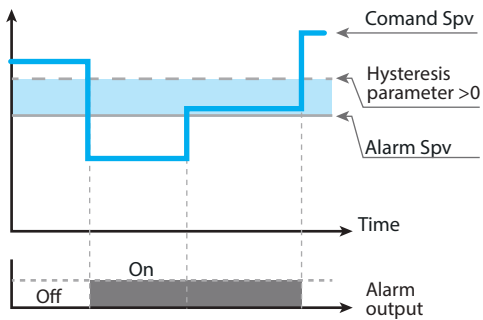 Comand Spv
Hysteresis
parameter >0
Alarm Spv
Time
On
Off
Alarm
output